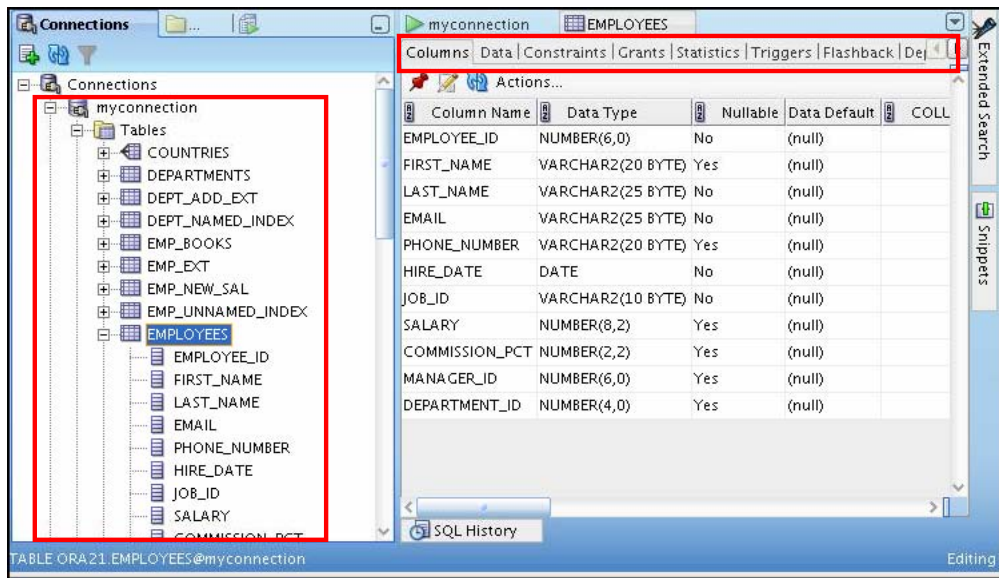 Connections
...
Connections
myconnection
Tables
COUNTRIES
DEPARTMENTS
DEPT_ADD_EXT
DEPT_NAMED_INDEX
EMP_BOOKS
EMP_EXT
EMP_NEW_SAL
EMP_UNNAMED_INDEX
EMPLOYEES
EMPLOYEE_ID
FIRST_NAME
LAST_NAME
EMAIL
PHONE_NUMBER
HIRE_DATE
JOB_ID
SALARY
COMMISSION_PCT
myconnection EMPLOYEES
Columns Data Constraints Grants Statistics Triggers Flashback Dep
Actions...
Column Name Data Type Nullable Data Default COLU
EMPLOYEE_ID NUMBER(6,0) No (null)
FIRST_NAME VARCHAR2(20 BYTE) Yes (null)
LAST_NAME VARCHAR2(25 BYTE) No (null)
EMAIL VARCHAR2(25 BYTE) No (null)
PHONE_NUMBER VARCHAR2(20 BYTE) Yes (null)
HIRE_DATE DATE No (null)
JOB_ID VARCHAR2(10 BYTE) No (null)
SALARY NUMBER(8,2) Yes (null)
COMMISSION_PCT NUMBER(2,2) Yes (null)
MANAGER_ID NUMBER(6,0) Yes (null)
DEPARTMENT_ID NUMBER(4,0) Yes (null)
SQL History
Extended Search
Snippets
TABLE ORA21.EMPLOYEES@myconnection
Editing